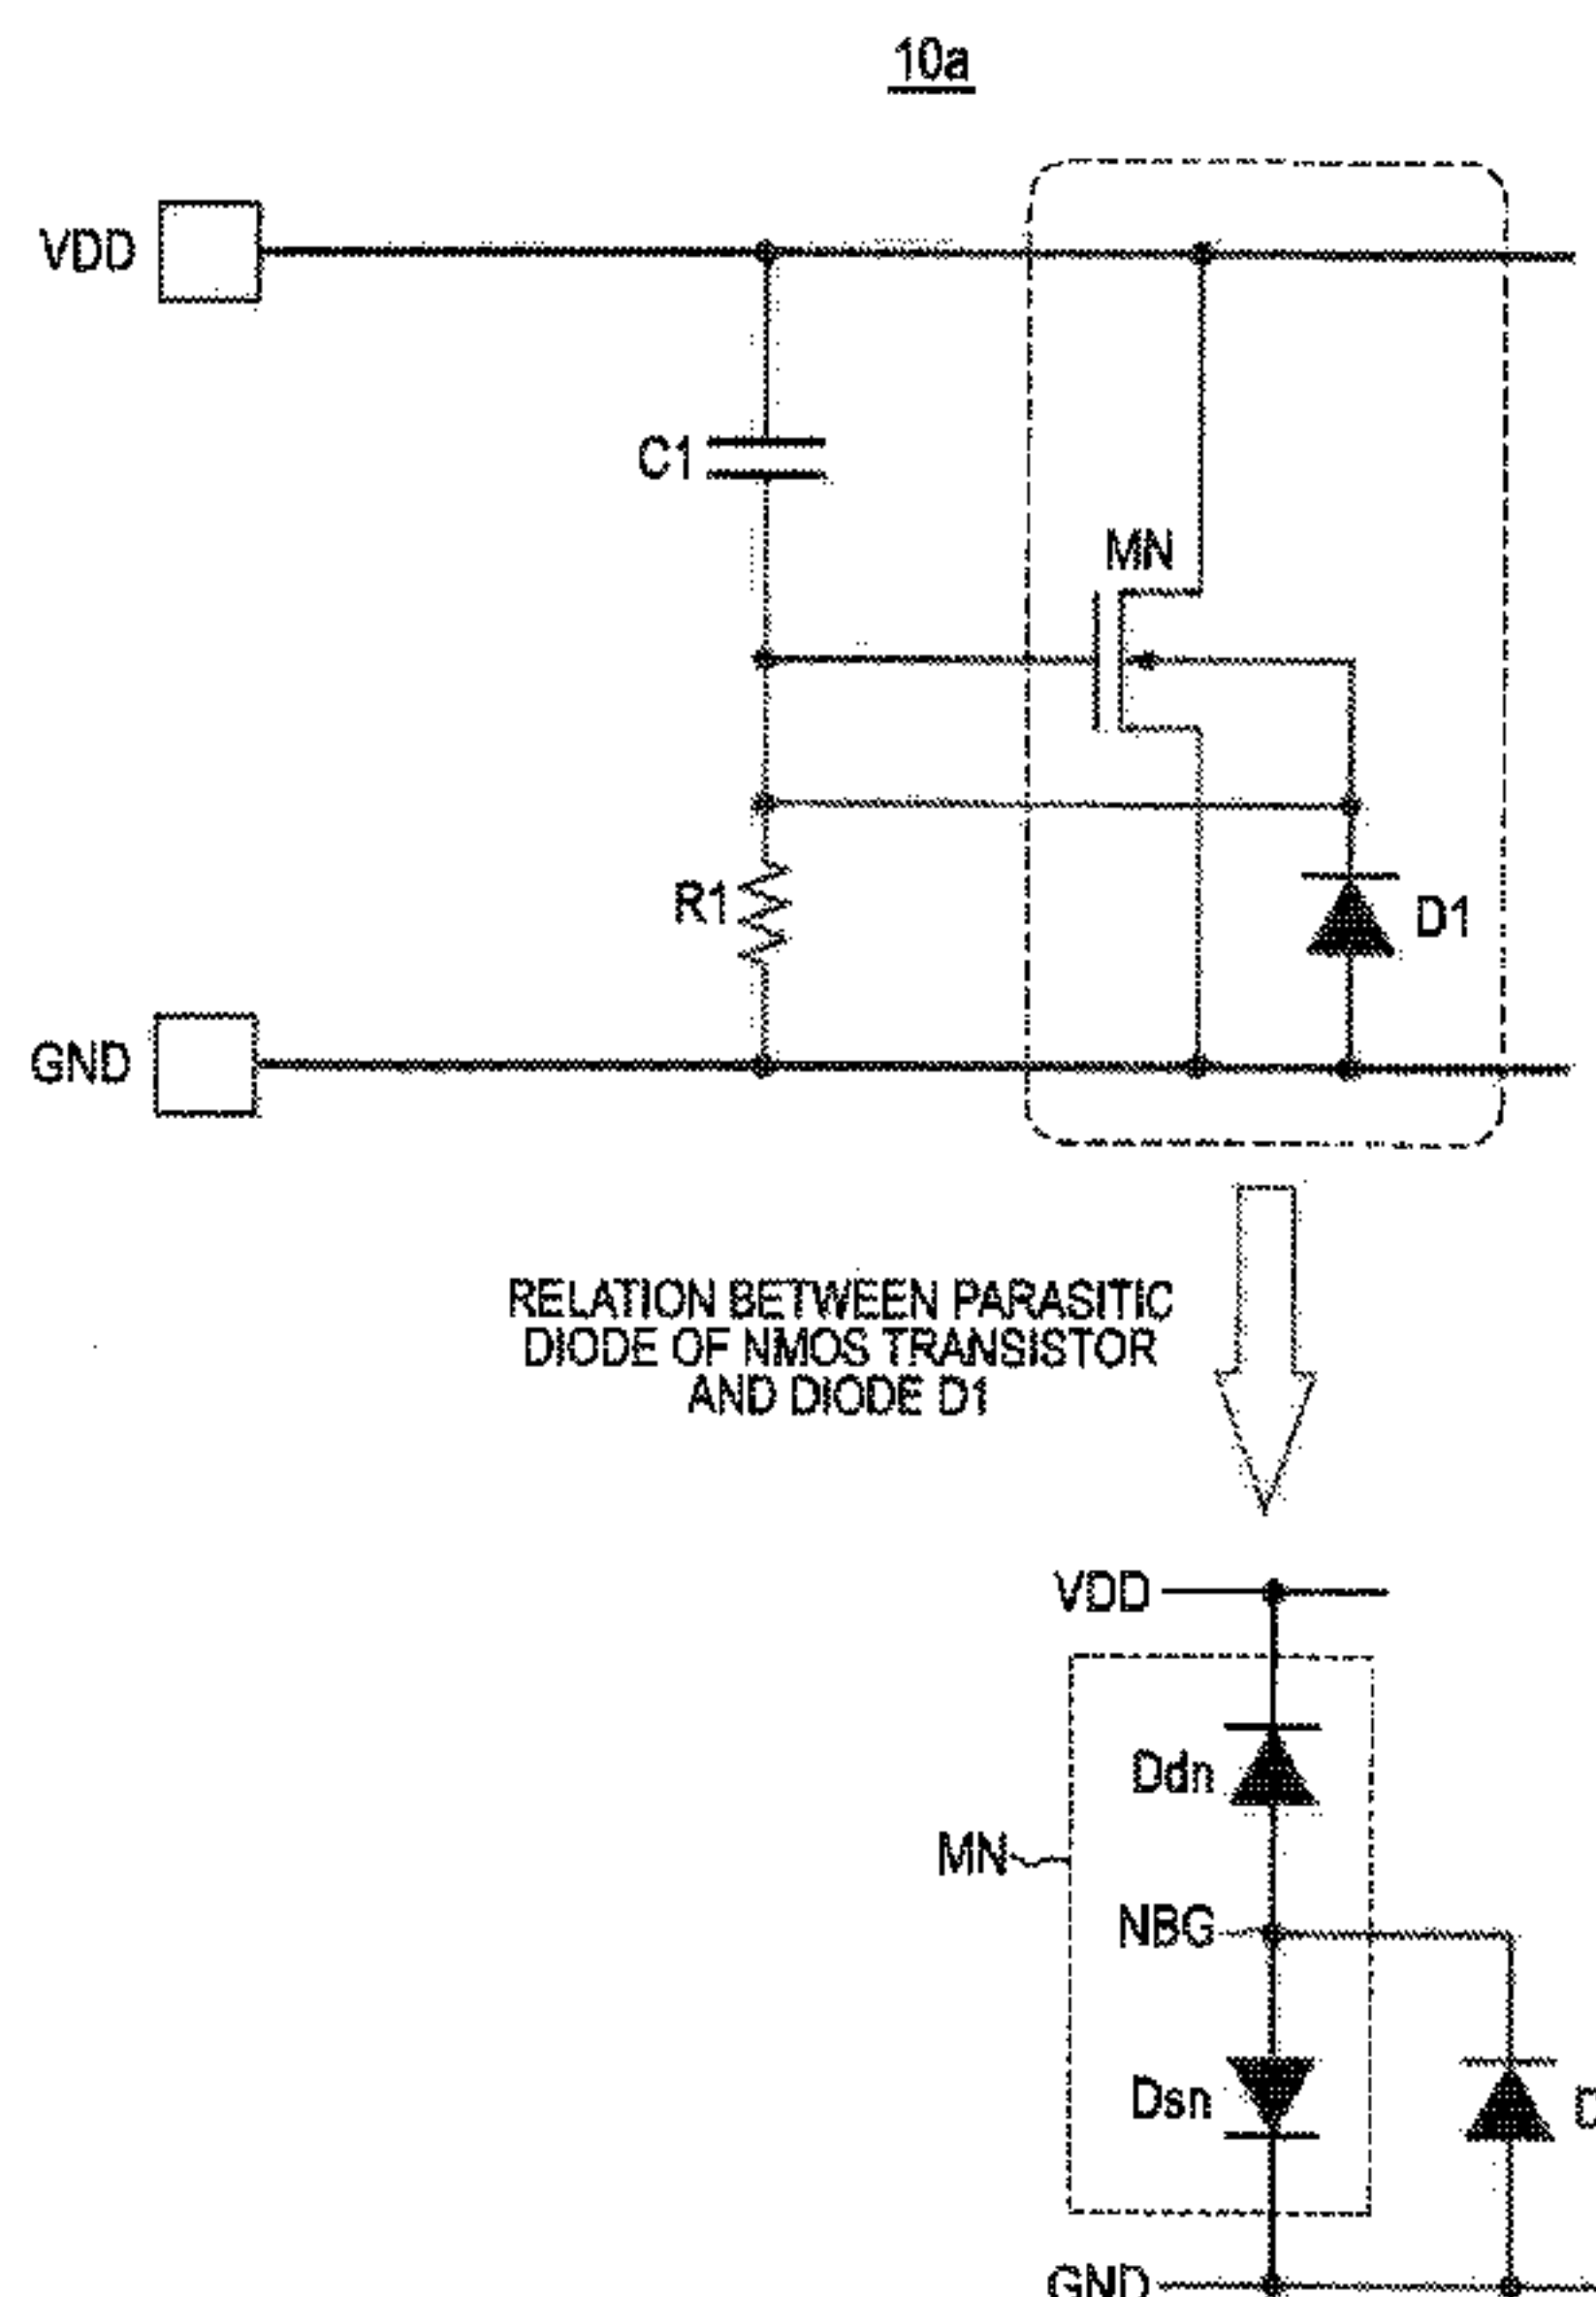 10a
VDD
C1
MN
R1
D1
GND
RELATION BETWEEN PARASITIC
DIODE OF NMOS TRANSISTOR
AND DIODE D1
VDD
Ddn
MN
NBG
Dsn
GND